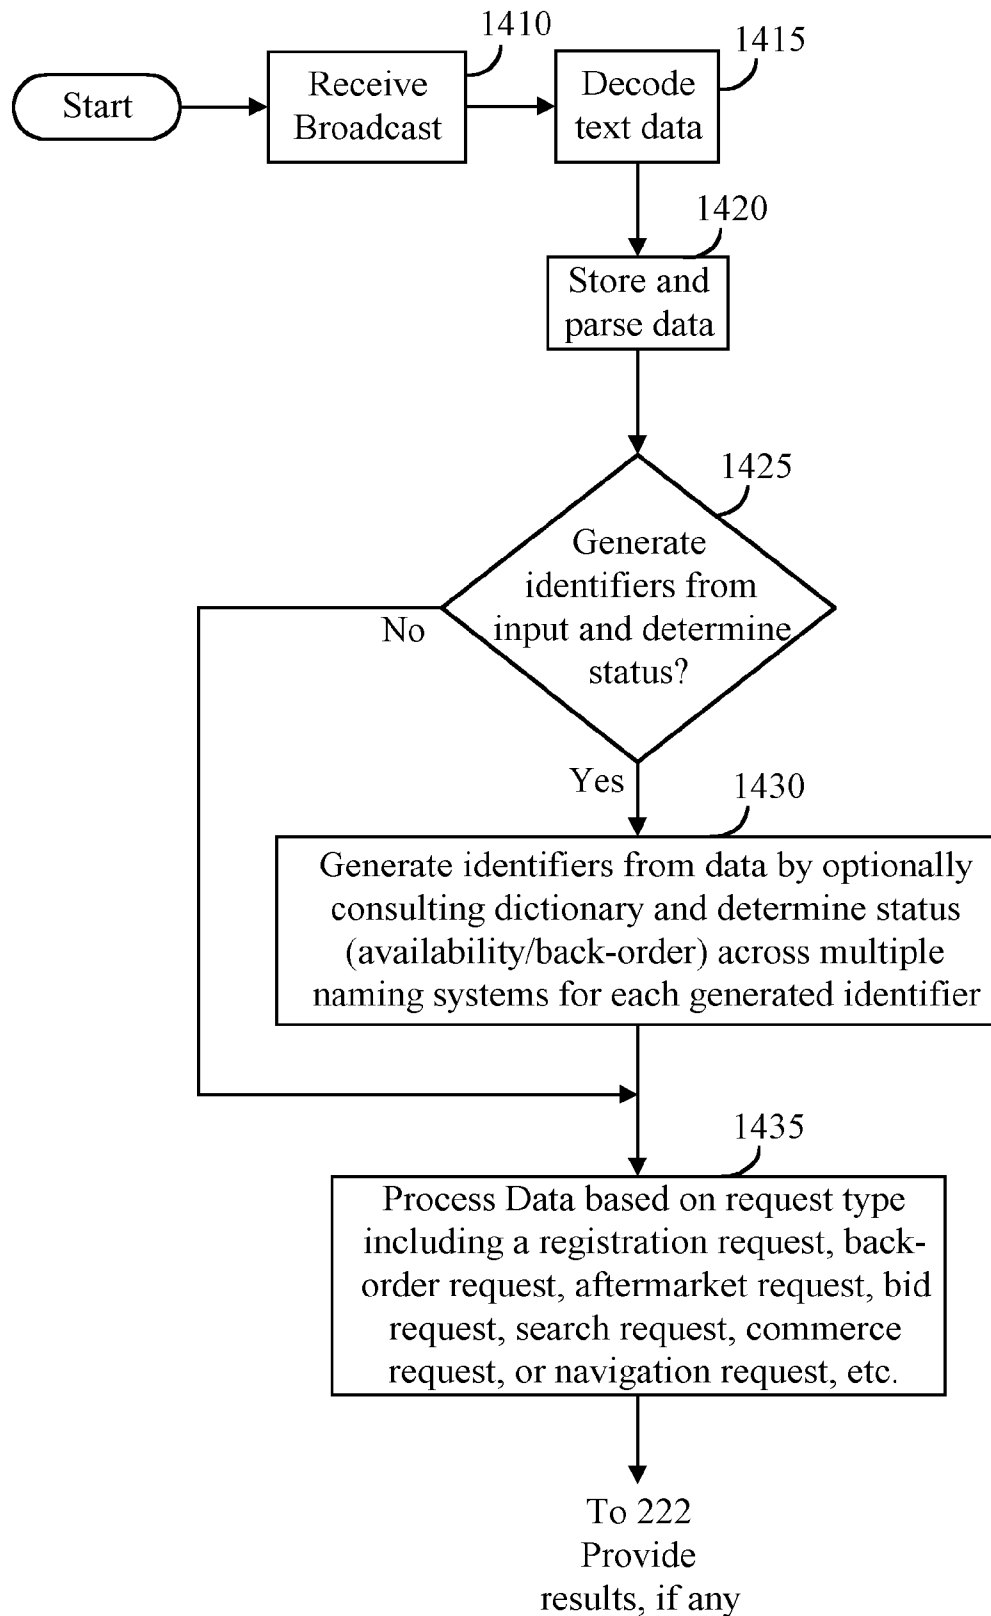 1410
1415
Start
Receive
Broadcast
Decode
text data
1420
Store and
parse data
1425
Generate
identifiers from
input and determine
status?
No
Yes
1430
Generate identifiers from data by optionally
consulting dictionary and determine status
(availability/back-order) across multiple
naming systems for each generated identifier
1435
Process Data based on request type
including a registration request, back-
order request, aftermarket request, bid
request, search request, commerce
request, or navigation request, etc.
To 222
Provide
results, if any